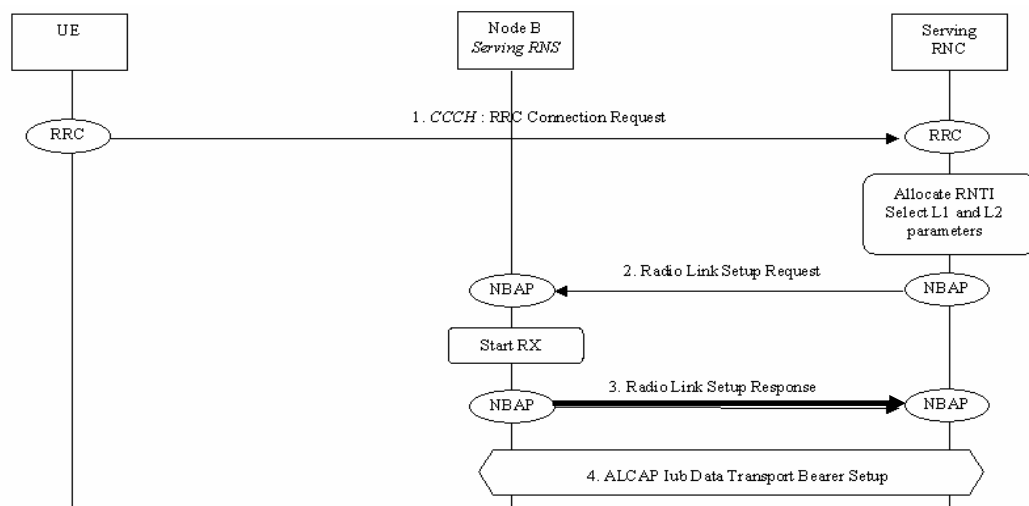 UE
Node B
Serving RNS
Serving
RNC
1. CCCH : RRC Connection Request
RRC
RRC
Allocate RNTI
Select L1 and L2
parameters
2. Radio Link Setup Request
NBAP
NBAP
Start RX
3. Radio Link Setup Response
NBAP
NBAP
4. ALCAP Iub Data Transport Bearer Setup